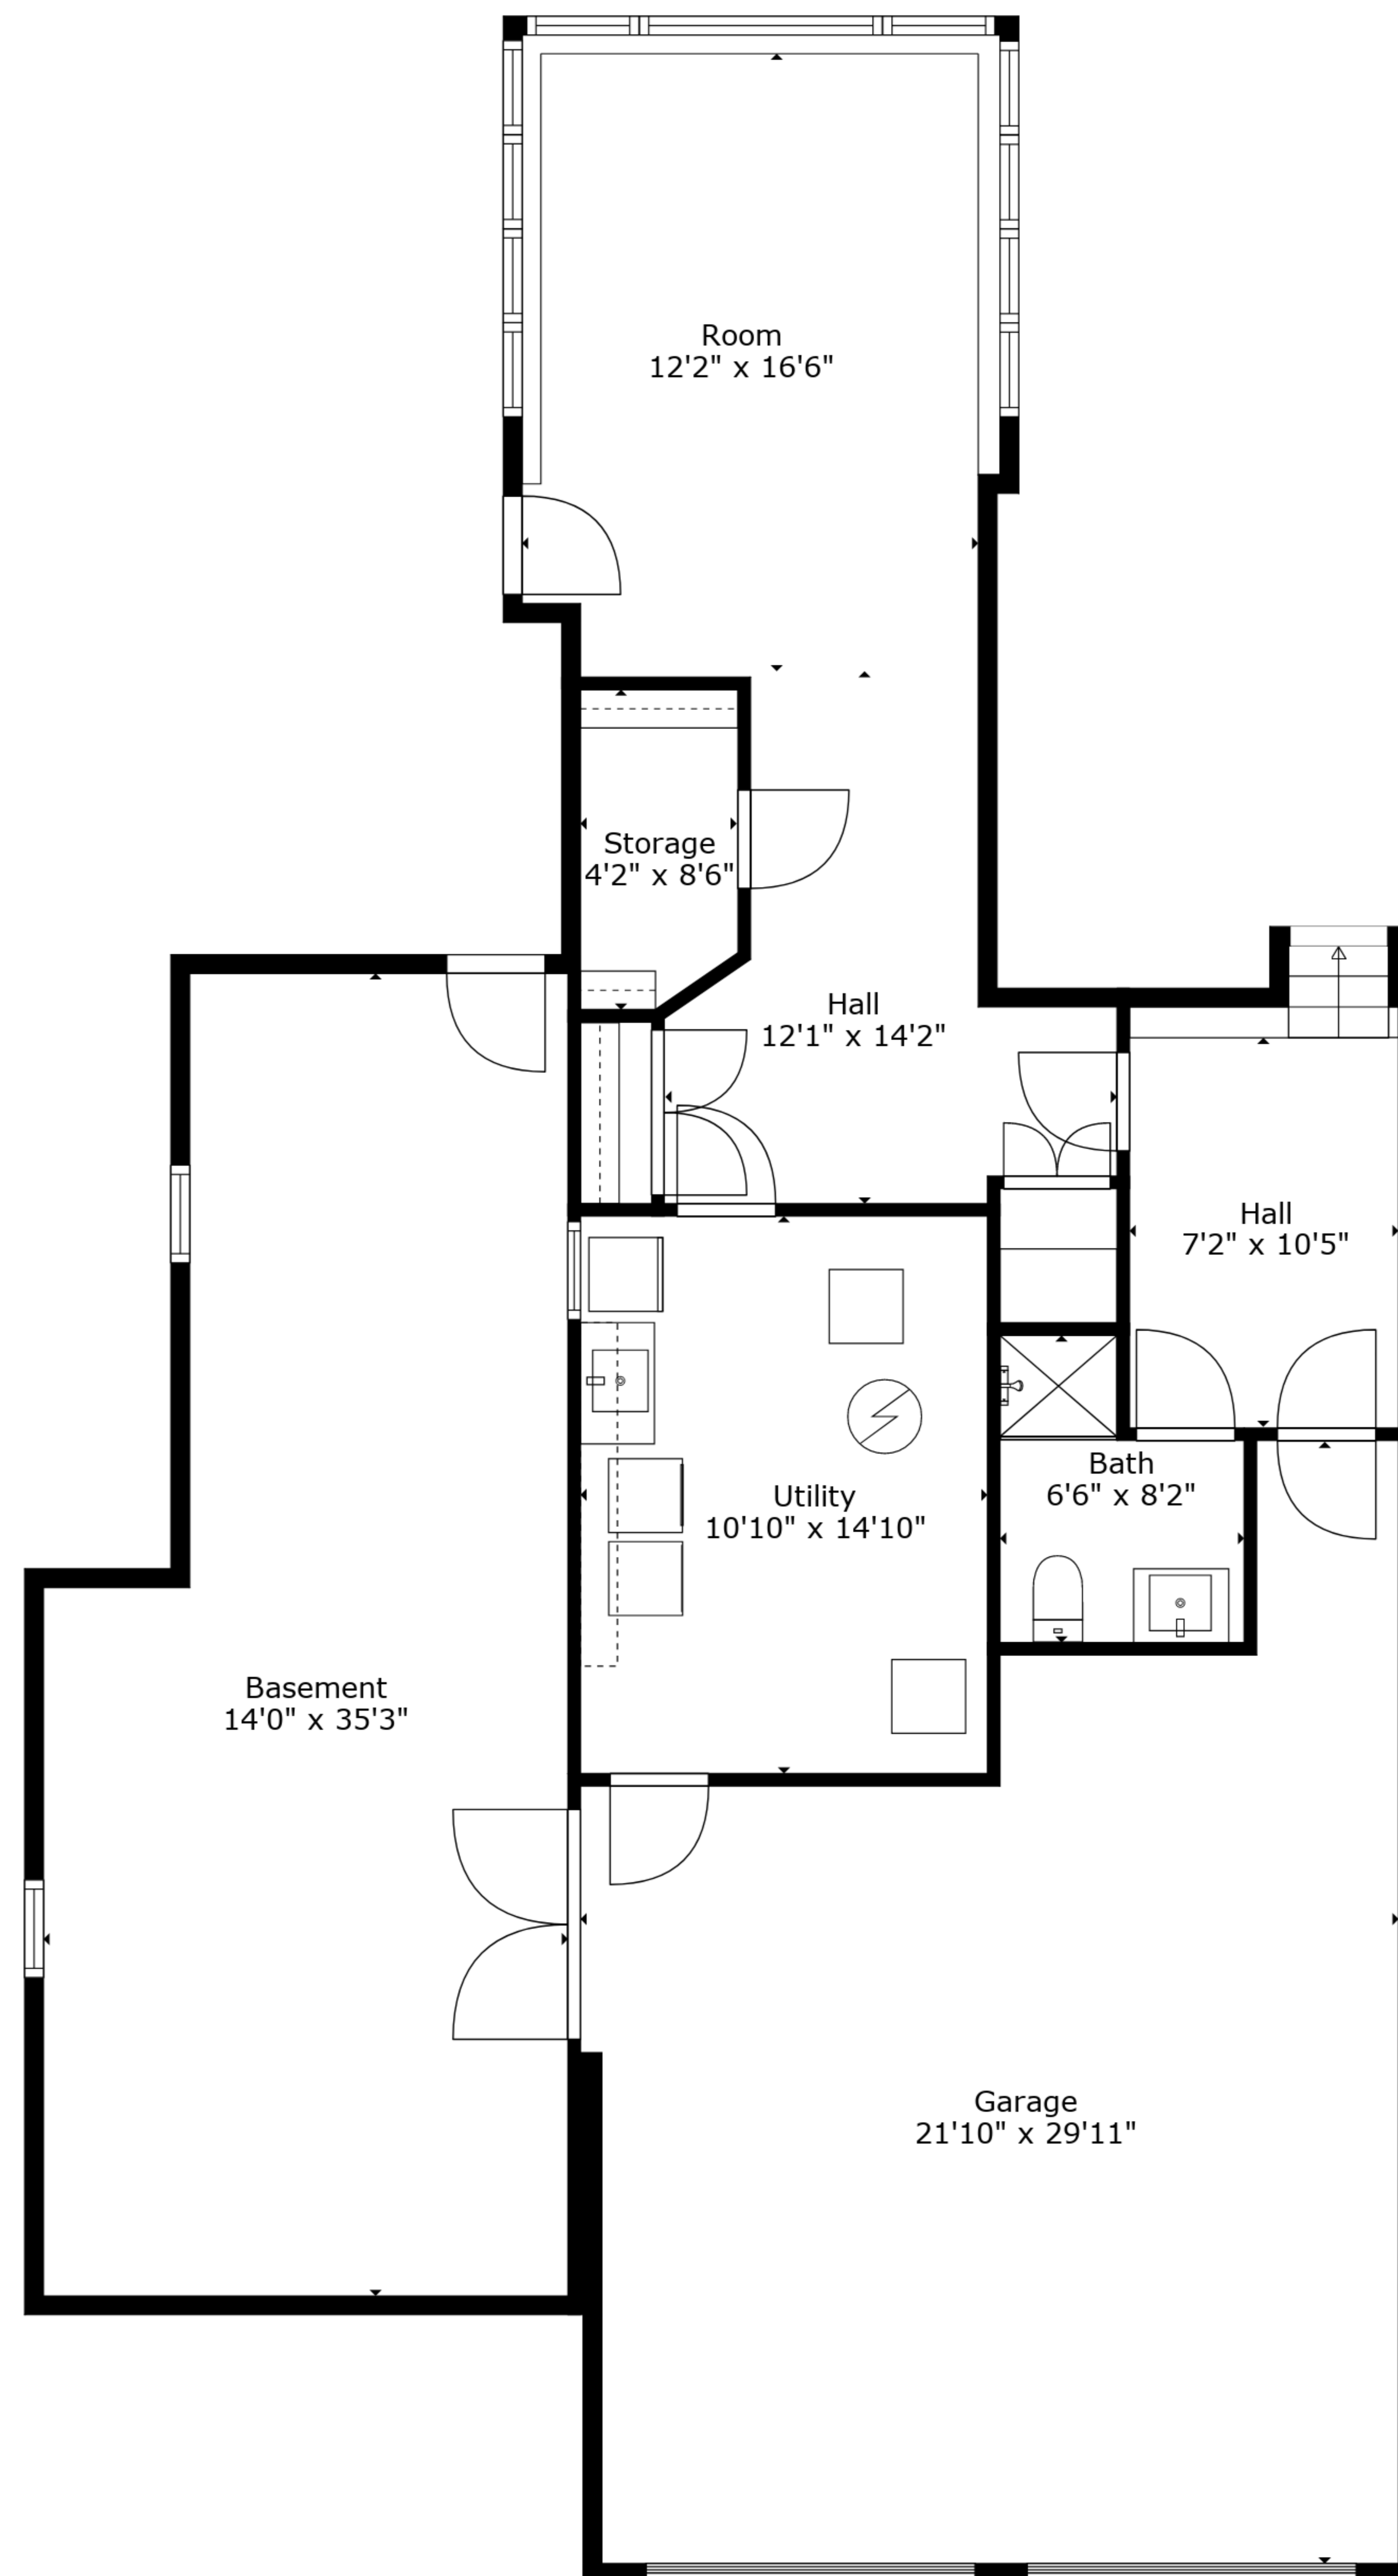 Room
12'2" x 16'6"
Storage
4'2" x 8'6"
Hall
12'1" x 14'2"
Hall
7'2" x 10'5"
Bath
6'6" x 8'2"
Utility
10'10" x 14'10"
Basement
14'0" x 35'3"
Garage
21'10" x 29'11"